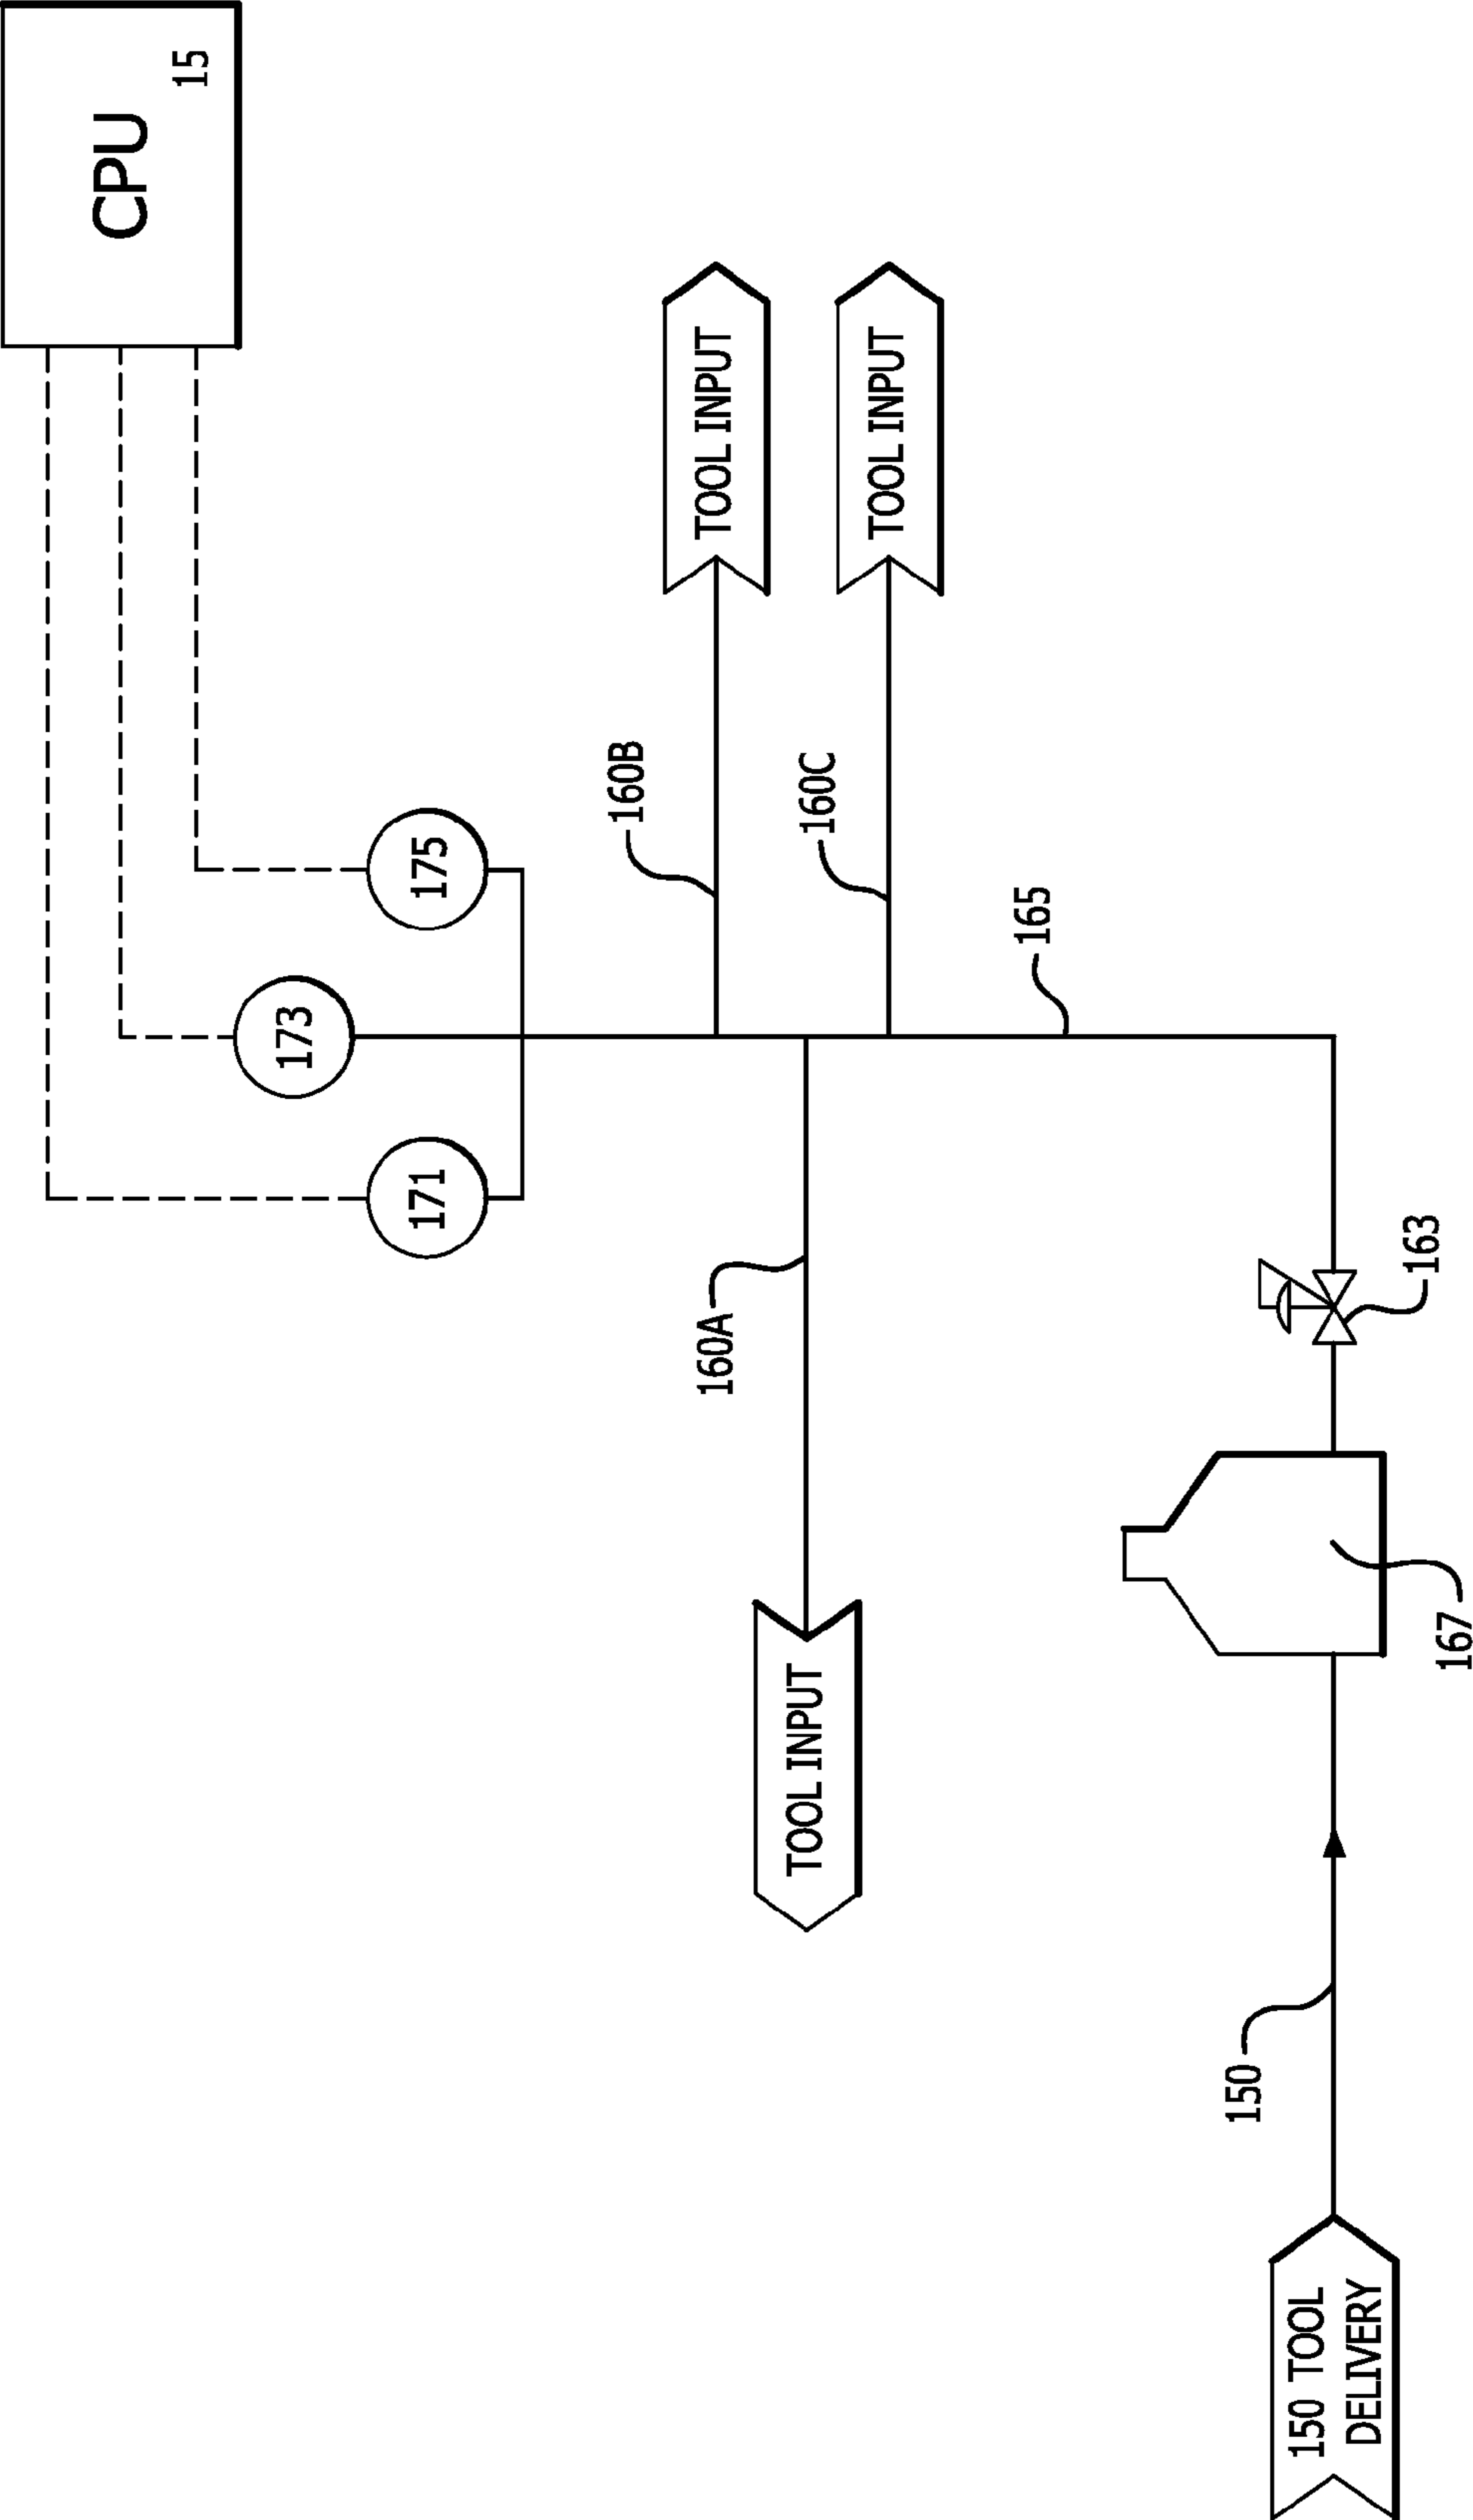 CPU
15
175
173
171
160B
TOOL INPUT
160C
TOOL INPUT
165
160A
TOOL INPUT
163
167
150
150 TOOL
DELIVERY